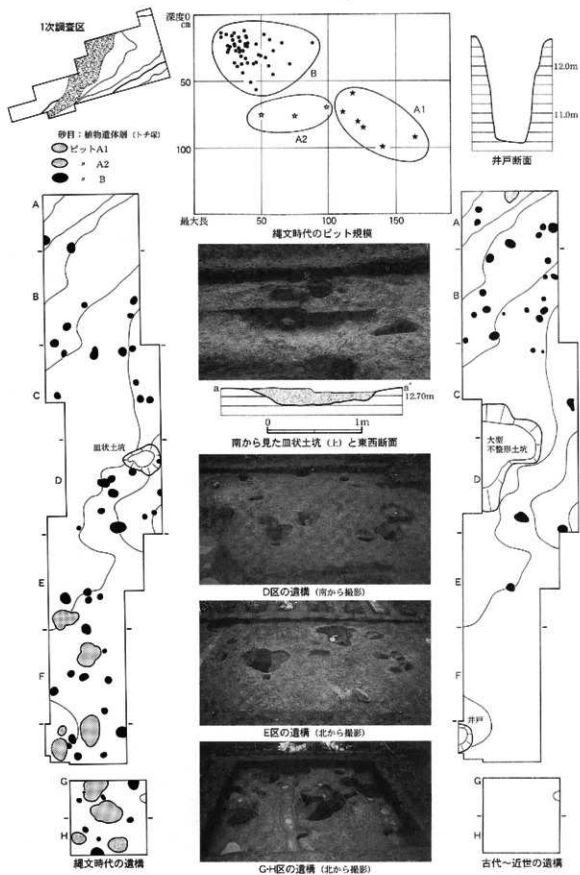 1次調査区
砂目：植物遺体層（トチ塚）
ピットA1
〃 A2
〃 B
深度0
cm
50
100
最大長
50
100
150
B
A1
A2
縄文時代のピット規模
12.0m
11.0m
井戸断面
A
B
C
D
E
F
G
H
皿状土坑
縄文時代の遺構
a
a'
12.70m
0
1m
南から見た皿状土坑（上）と東西断面
D区の遺構（南から撮影）
E区の遺構（北から撮影）
G・H区の遺構（北から撮影）
A
B
C
D
E
F
G
H
大型
不整形土坑
井戸
古代〜近世の遺構